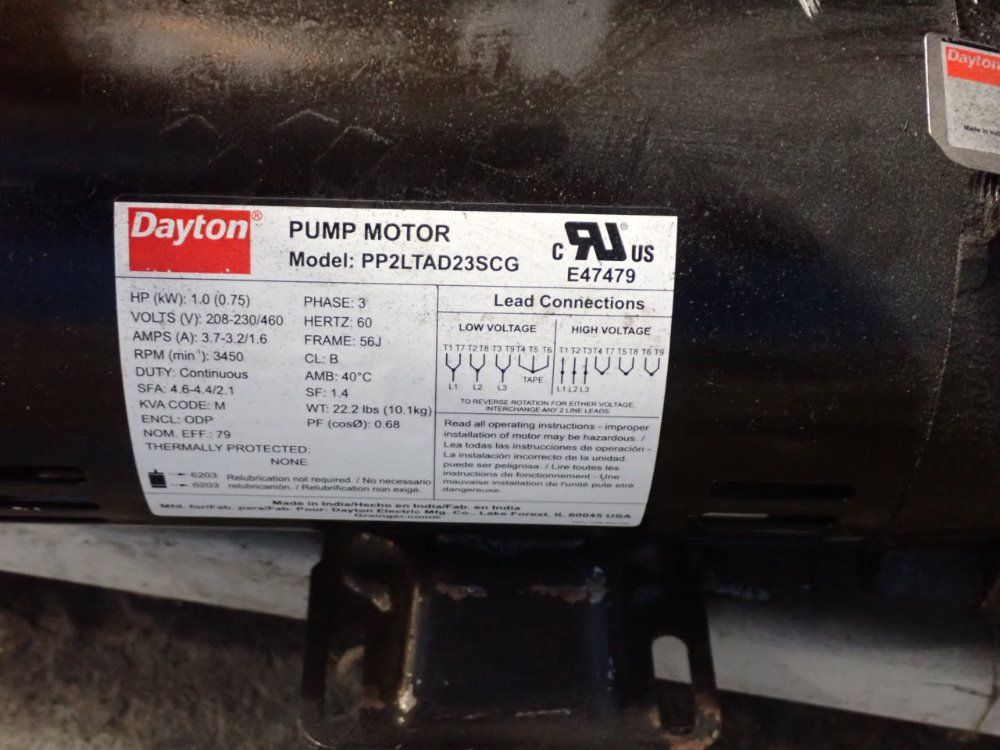 Dayton®
PUMP MOTOR
Model: PP2LTAD23SCG
C RU® US
E47479
HP (kW): 1.0 (0.75)
VOLTS (V): 208-230/460
AMPS (A): 3.7-3.2/1.6
RPM (min⁻¹): 3450
DUTY: Continuous
SFA: 4.6-4.4/2.1
KVA CODE: M
ENCL: ODP
NOM. EFF.: 79
THERMALLY PROTECTED:
NONE
PHASE: 3
HERTZ: 60
FRAME: 56J
CL: B
AMB: 40°C
SF: 1.4
WT: 22.2 lbs (10.1kg)
PF (cosØ): 0.68
6203 Relubrication not required. / No necesario
6203 relubricanión. / Relubrification non exigé.
Lead Connections
LOW VOLTAGE HIGH VOLTAGE
T1 T7 T2 T8 T3 T9 T4 T5 T6 T1 T2 T3 T4 T7 T5 T8 T6 T9
L1 L2 L3 TAPE L1 L2 L3
TO REVERSE ROTATION FOR EITHER VOLTAGE,
INTERCHANGE ANY 2 LINE LEADS
Read all operating instructions - improper
installation of motor may be hazardous. /
Lea todas las instrucciones de operación -
La instalación incorrecto de la unidad
puede ser peligrosa. / Lire toutes les
instructions de fonctionnement - Une
mauvaise installation de l'unité pule etré
dangereuse.
Made in India/Hecho en India/Fab. en India
Mfd. for/Fab. para/Fab. Pour: Dayton Electric Mfg. Co., Lake Forest, IL 60045 USA
Grainger.com®
Dayton
Made in Ind